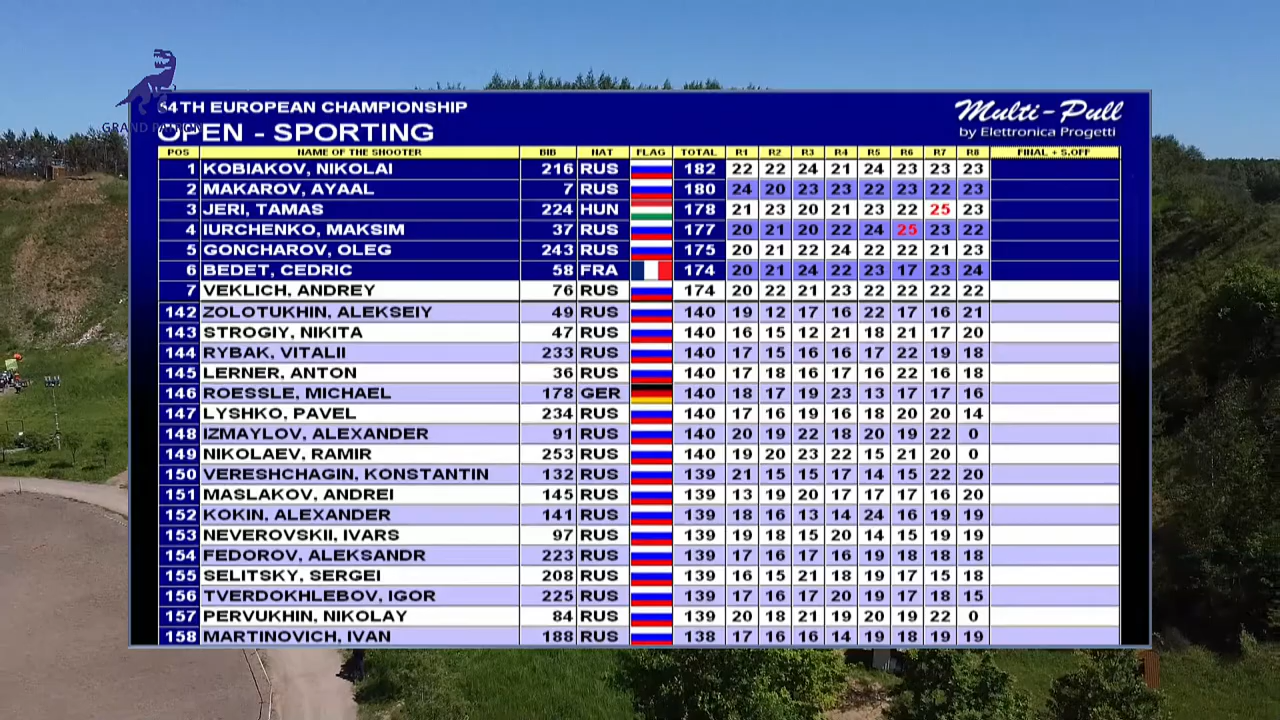 64TH EUROPEAN CHAMPIONSHIP
Multi-Pull
GRAND PATRON
OPEN - SPORTING
by Elettronica Progetti
POS NAME OF THE SHOOTER BIB NAT FLAG TOTAL R1 R2 R3 R4 R5 R6 R7 R8 FINAL + S.OFF
1 KOBIAKOV, NIKOLAI 216 RUS 182 22 22 24 21 24 23 23 23
2 MAKAROV, AYAAL 7 RUS 180 24 20 23 23 22 23 22 23
3 JERI, TAMAS 224 HUN 178 21 23 20 21 23 22 25 23
4 IURCHENKO, MAKSIM 37 RUS 177 20 21 20 22 24 25 23 22
5 GONCHAROV, OLEG 243 RUS 175 20 21 22 24 22 22 21 23
6 BEDET, CEDRIC 58 FRA 174 20 21 24 22 23 17 23 24
7 VEKLICH, ANDREY 76 RUS 174 20 22 21 23 22 22 22 22
142 ZOLOTUKHIN, ALEKSEIY 49 RUS 140 19 12 17 16 22 17 16 21
143 STROGIY, NIKITA 47 RUS 140 16 15 12 21 18 21 17 20
144 RYBAK, VITALII 233 RUS 140 17 15 16 16 17 22 19 18
145 LERNER, ANTON 36 RUS 140 17 18 16 17 16 22 16 18
146 ROESSLE, MICHAEL 178 GER 140 18 17 19 23 13 17 17 16
147 LYSHKO, PAVEL 234 RUS 140 17 16 19 16 18 20 20 14
148 IZMAYLOV, ALEXANDER 91 RUS 140 20 19 22 18 20 19 22 0
149 NIKOLAEV, RAMIR 253 RUS 140 19 20 23 22 15 21 20 0
150 VERESHCHAGIN, KONSTANTIN 132 RUS 139 21 15 15 17 14 15 22 20
151 MASLAKOV, ANDREI 145 RUS 139 13 19 20 17 17 17 16 20
152 KOKIN, ALEXANDER 141 RUS 139 18 16 13 14 24 16 19 19
153 NEVEROVSKII, IVARS 97 RUS 139 19 18 15 20 14 15 19 19
154 FEDOROV, ALEKSANDR 223 RUS 139 17 16 17 16 19 18 18 18
155 SELITSKY, SERGEI 208 RUS 139 16 15 21 18 19 17 15 18
156 TVERDOKHLEBOV, IGOR 225 RUS 139 17 16 17 20 19 17 18 15
157 PERVUKHIN, NIKOLAY 84 RUS 139 20 18 21 19 20 19 22 0
158 MARTINOVICH, IVAN 188 RUS 138 17 16 16 14 19 18 19 19